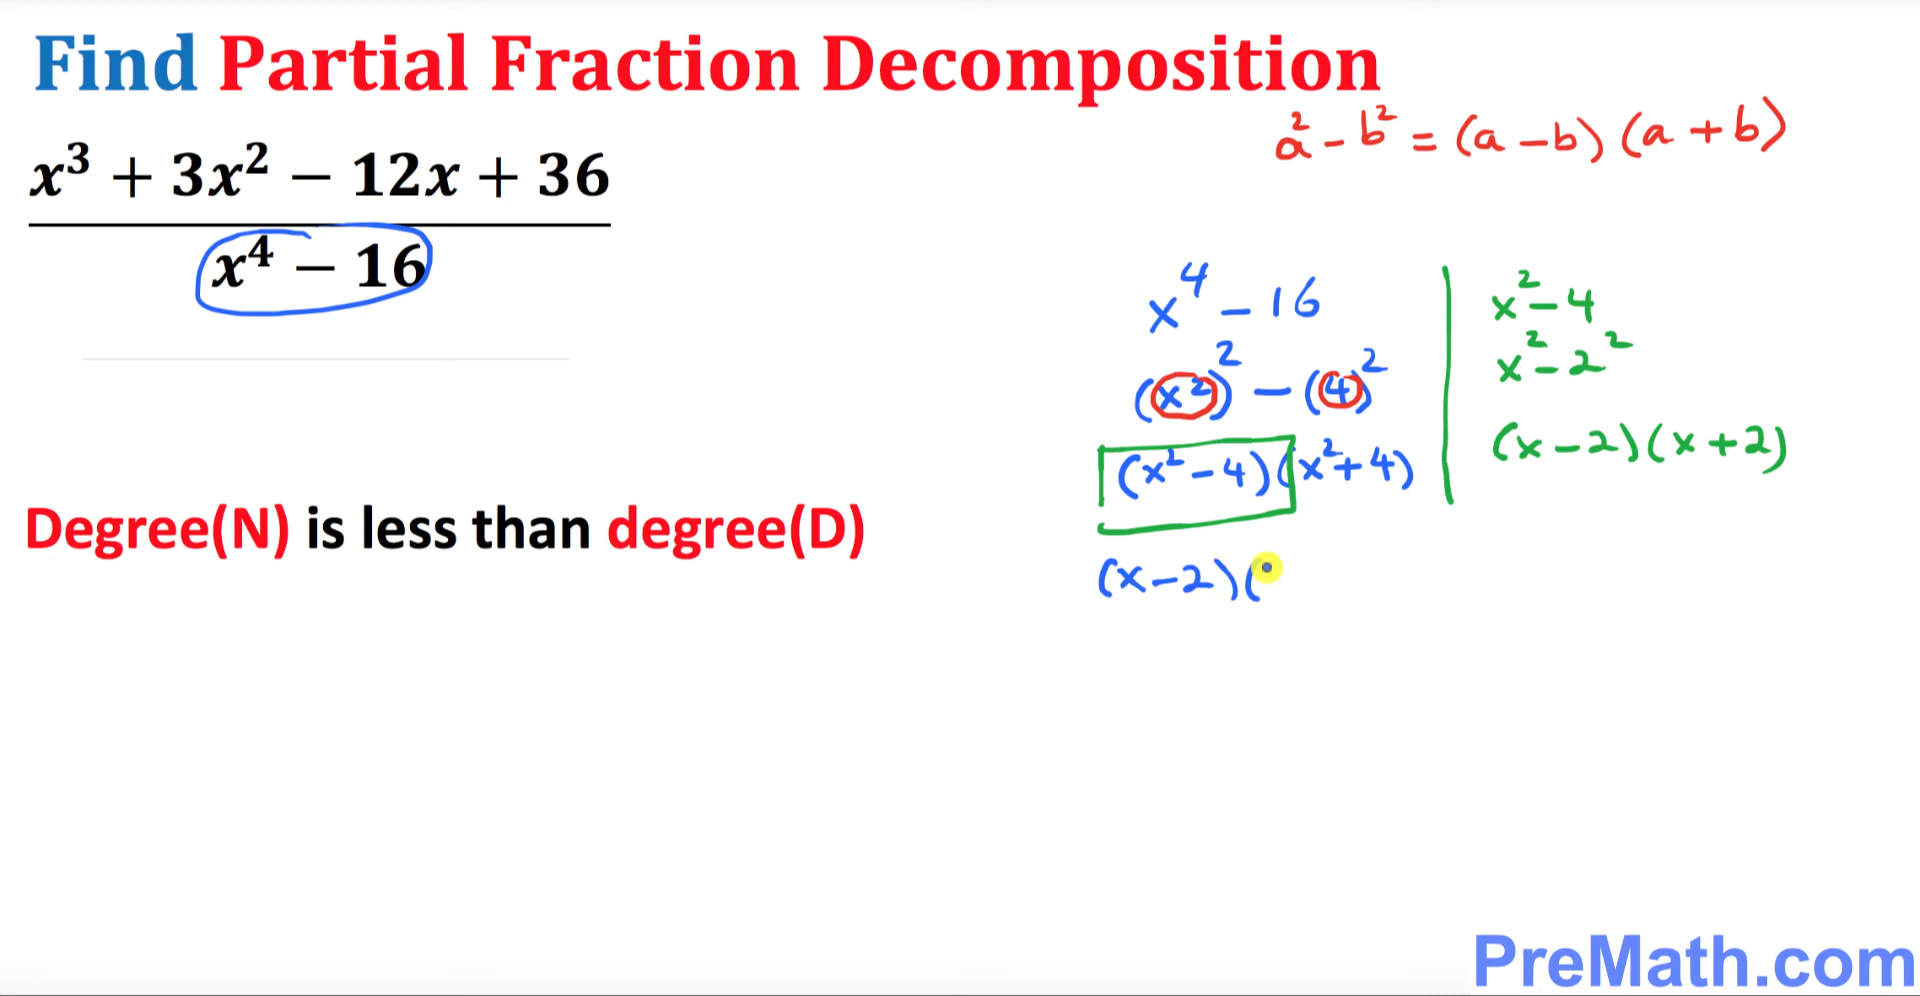 Find Partial Fraction Decomposition
a² - b² = (a - b) (a + b)
x³ + 3x² − 12x + 36
x⁴ − 16
x⁴ - 16
(x²)² - (4)²
(x² - 4)(x² + 4)
(x - 2)(
x² - 4
x² - 2²
(x - 2)(x + 2)
Degree(N) is less than degree(D)
PreMath.com